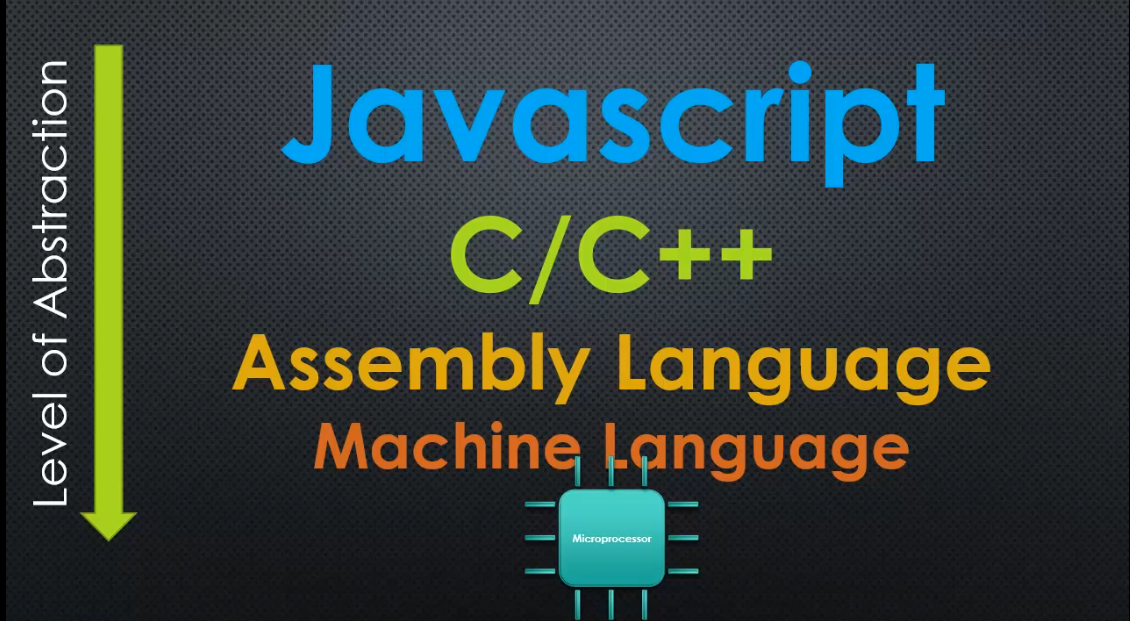 Level of Abstraction
Javascript
C/C++
Assembly Language
Machine Language
Microprocessor